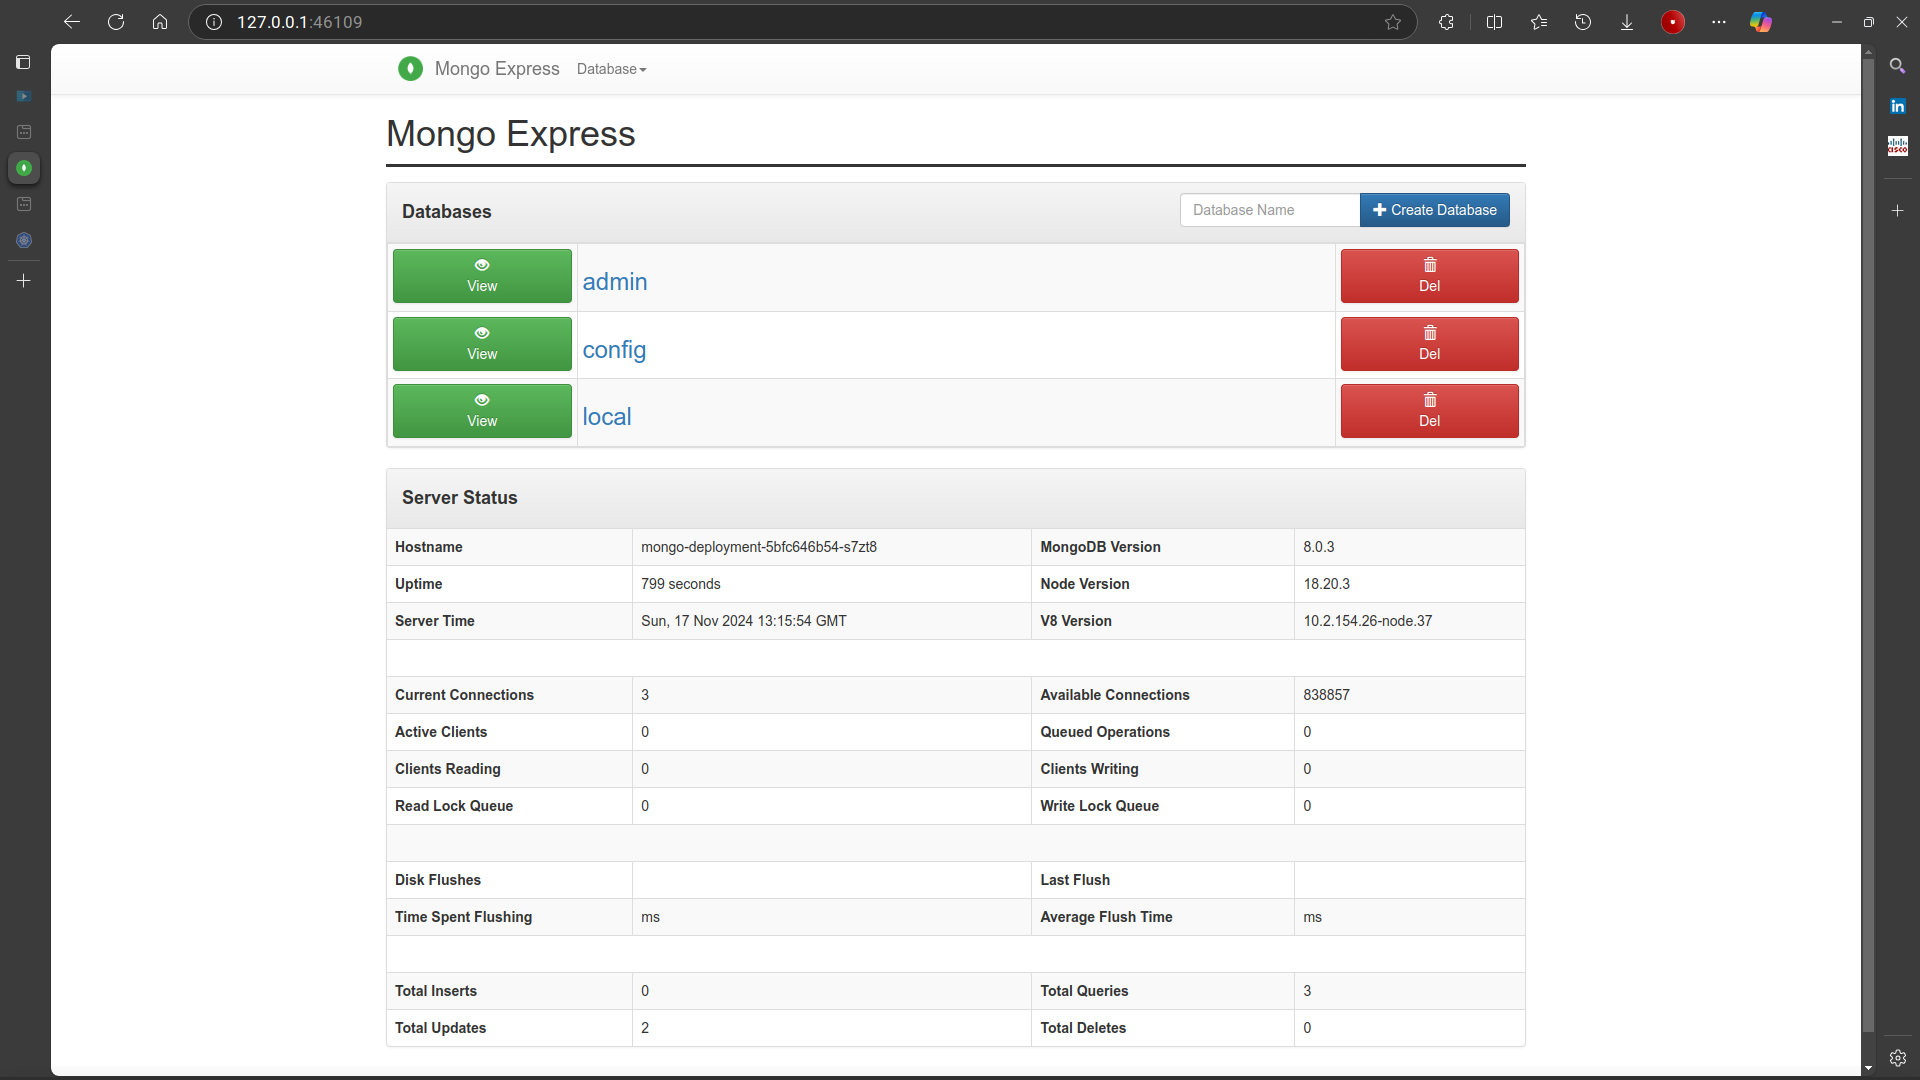 127.0.0.1:46109
Mongo Express Database
Mongo Express
Databases Database Name Create Database
View admin Del
View config Del
View local Del
Server Status
Hostname mongo-deployment-5bfc646b54-s7zt8 MongoDB Version 8.0.3
Uptime 799 seconds Node Version 18.20.3
Server Time Sun, 17 Nov 2024 13:15:54 GMT V8 Version 10.2.154.26-node.37
Current Connections 3 Available Connections 838857
Active Clients 0 Queued Operations 0
Clients Reading 0 Clients Writing 0
Read Lock Queue 0 Write Lock Queue 0
Disk Flushes Last Flush
Time Spent Flushing ms Average Flush Time ms
Total Inserts 0 Total Queries 3
Total Updates 2 Total Deletes 0
in
CISCO